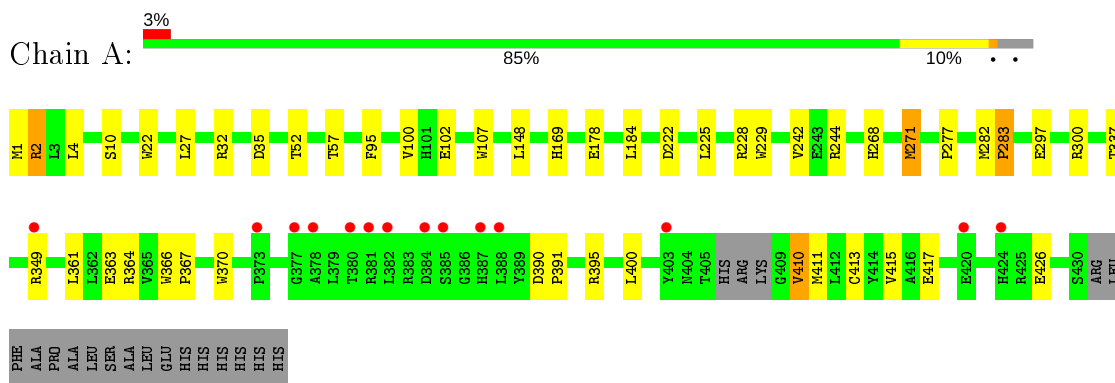 3%
Chain A:
85% 10% • •
M1 R2 L3 L4 S10 W22 L27 R32 D35 T52 T57 F95 V100 H101 E102 W107 L148 H169 E178 L184 D222 L225 R228 W229 V242 E243 R244 H268 M271 P277 M282 P283 E297 R300 T337
R349 L361 L362 E363 R364 V365 W366 P367 W370 P373 G377 A378 L379 T380 R381 L382 R383 D384 S385 G386 H387 L388 Y389 D390 P391 R395 L400 Y403 N404 T405 HIS ARG LYS G409 V410 M411 L412 C413 Y414 V415 A416 E417 E420 H424 R425 E426 S430 ARG LEU
PHE ALA PRO ALA LEU SER ALA LEU GLU HIS HIS HIS HIS HIS HIS